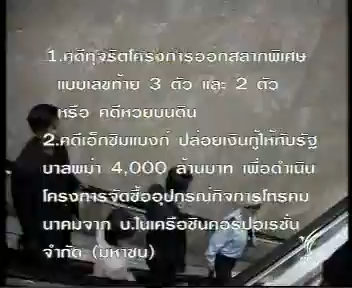 1.คดีทุจริตโครงการออกสลากพิเศษ
แบบเลขท้าย 3 ตัว และ 2 ตัว
หรือ คดีหวยบนดิน
2.คดีเอ็กซิมแบงก์ ปล่อยเงินกู้ให้กับรัฐ
บาลพม่า 4,000 ล้านบาท เพื่อดำเนิน
โครงการจัดซื้ออุปกรณ์กิจการโทรคม
นาคมจาก บ.ในเครือชินคอรปอเรชั่น
จำกัด (มหาชน)